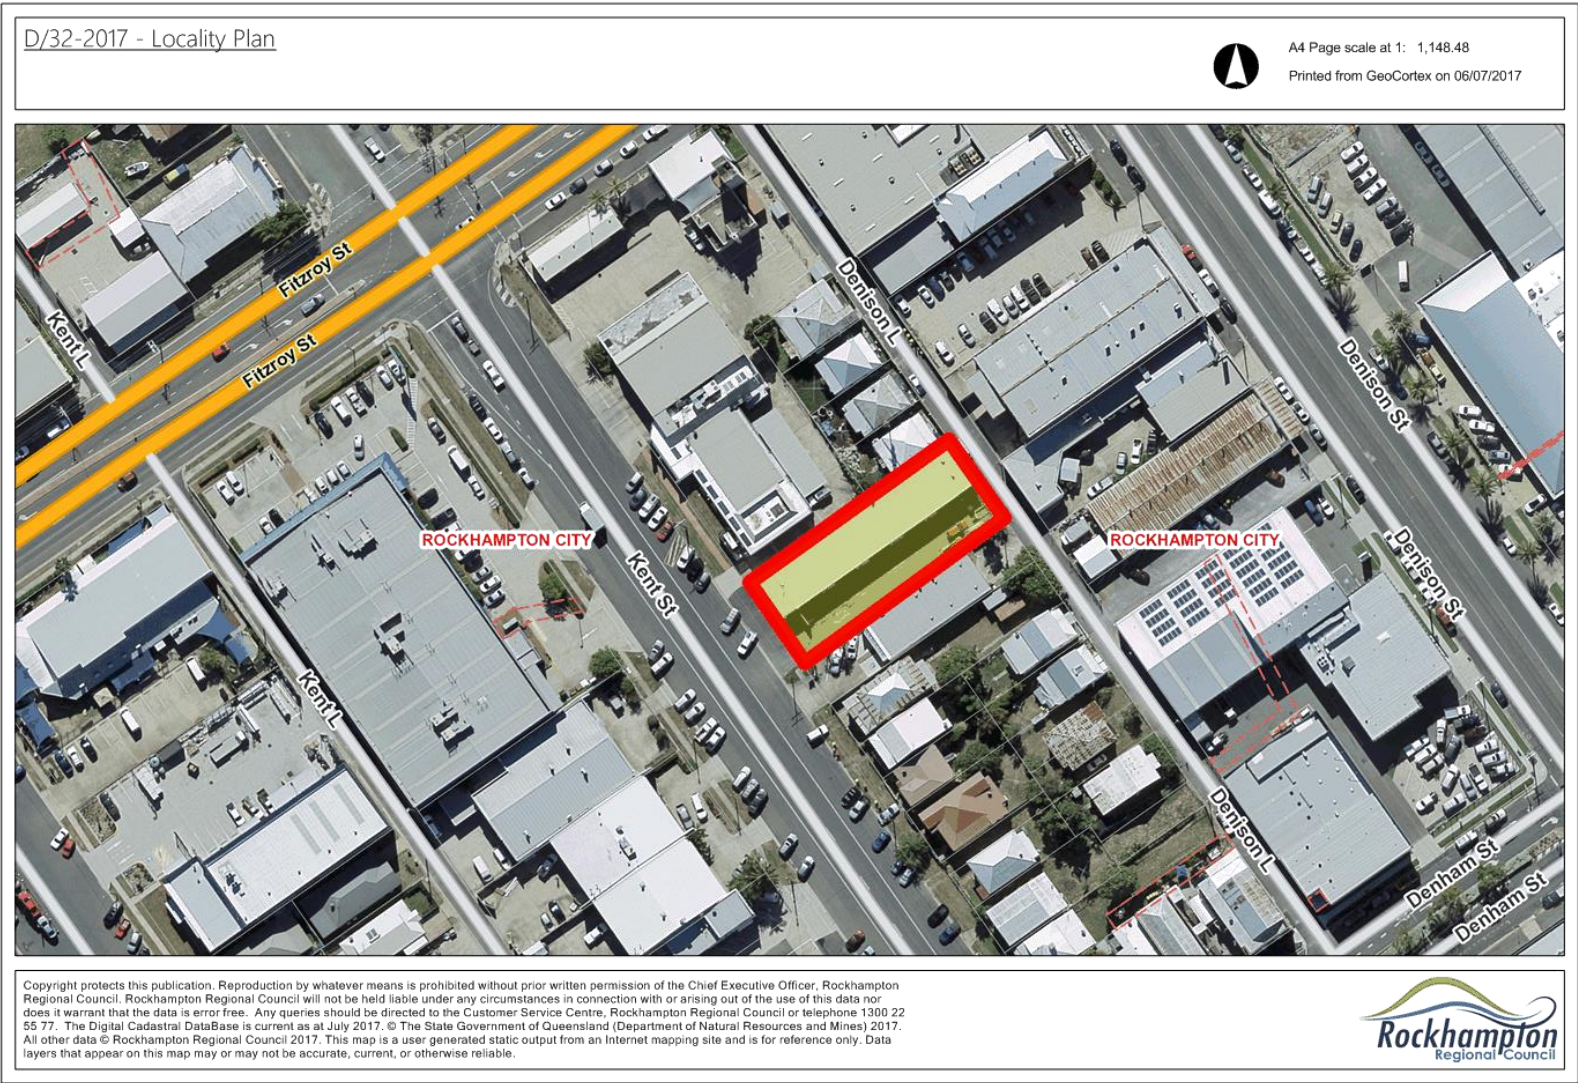 D/32-2017 - Locality Plan
A4 Page scale at 1: 1,148.48
Printed from GeoCortex on 06/07/2017
Fitzroy St
Fitzroy St
Kent L
Denison L
Denison St
ROCKHAMPTON CITY
ROCKHAMPTON CITY
Kent St
Denison St
Kent L
Denison L
Denham St
Denham St
Copyright protects this publication. Reproduction by whatever means is prohibited without prior written permission of the Chief Executive Officer, Rockhampton
Regional Council. Rockhampton Regional Council will not be held liable under any circumstances in connection with or arising out of the use of this data nor
does it warrant that the data is error free. Any queries should be directed to the Customer Service Centre, Rockhampton Regional Council or telephone 1300 22
55 77. The Digital Cadastral DataBase is current as at July 2017. © The State Government of Queensland (Department of Natural Resources and Mines) 2017.
All other data © Rockhampton Regional Council 2017. This map is a user generated static output from an Internet mapping site and is for reference only. Data
layers that appear on this map may or may not be accurate, current, or otherwise reliable.
Rockhampton
Regional Council